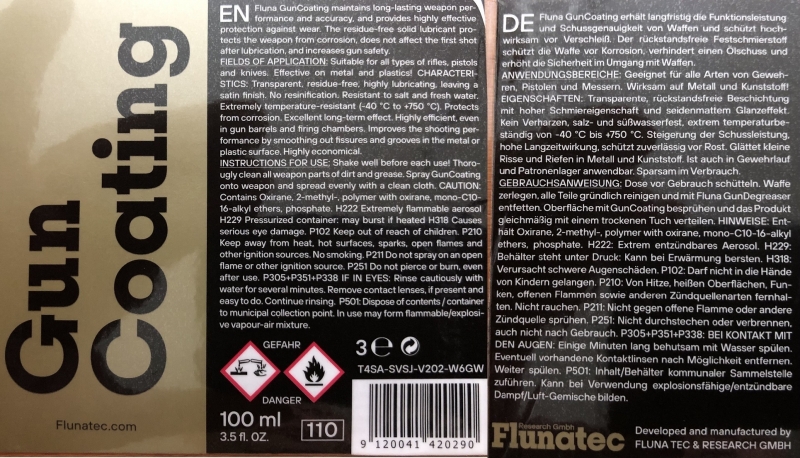 Gun
Coating
Flunatec.com
EN Fluna GunCoating maintains long-lasting weapon per-
formance and accuracy, and provides highly effective
protection against wear. The residue-free solid lubricant pro-
tects the weapon from corrosion, does not affect the first shot
after lubrication, and increases gun safety.
FIELDS OF APPLICATION: Suitable for all types of rifles, pistols
and knives. Effective on metal and plastics! CHARACTERI-
STICS: Transparent, residue-free, highly lubricating, leaving a
satin finish. No resinification. Resistant to salt and fresh water.
Extremely temperature-resistant (-40 °C to +750 °C). Protects
from corrosion. Excellent long-term effect. Highly efficient, even
in gun barrels and firing chambers. Improves the shooting per-
formance by smoothing out fissures and grooves in the metal or
plastic surface. Highly economical.
INSTRUCTIONS FOR USE: Shake well before each use! Thoro-
ughly clean all weapon parts of dirt and grease. Spray GunCoating
onto weapon and spread evenly with a clean cloth. CAUTION:
Contains Oxirane, 2-methyl-, polymer with oxirane, mono-C10-
16-alkyl ethers, phosphate. H222 Extremely flammable aerosol
H229 Pressurized container: may burst if heated H318 Causes
serious eye damage. P102 Keep out of reach of children. P210
Keep away from heat, hot surfaces, sparks, open flames and
other ignition sources. No smoking. P211 Do not spray on an open
flame or other ignition source. P251 Do not pierce or burn, even
after use. P305+P351+P338 IF IN EYES: Rinse cautiously with
water for several minutes. Remove contact lenses, if present and
easy to do. Continue rinsing. P501: Dispose of contents / container
to municipal collection point. In use may form flammable/explosi-
ve vapour-air mixture.
GEFAHR
DANGER
3 ℮
T4SA-SVSJ-V202-W6GW
100 ml
3.5 fl. OZ.
110
9 120041 420290
DE Fluna GunCoating erhält langfristig die Funktionsleistung
und Schussgenauigkeit von Waffen und schützt hoch-
wirksam vor Verschleiß. Der rückstandsfreie Festschmierstoff
schützt die Waffe vor Korrosion, verhindert einen Ölschuss und
erhöht die Sicherheit im Umgang mit Waffen.
ANWENDUNGSBEREICHE: Geeignet für alle Arten von Geweh-
ren, Pistolen und Messern. Wirksam auf Metall und Kunststoff!
EIGENSCHAFTEN: Transparente, rückstandsfreie Beschichtung
mit hoher Schmiereigenschaft und seidenmattem Glanzeffekt.
Kein Verharzen, salz- und süßwasserfest, extrem temperaturbe-
ständig von -40 °C bis +750 °C. Steigerung der Schussleistung,
hohe Langzeitwirkung, schützt zuverlässig vor Rost. Glättet kleine
Risse und Riefen in Metall und Kunststoff. Ist auch in Gewehrlauf
und Patronenlager anwendbar. Sparsam im Verbrauch.
GEBRAUCHSANWEISUNG: Dose vor Gebrauch schütteln. Waffe
zerlegen, alle Teile gründlich reinigen und mit Fluna GunDegreaser
entfetten. Oberfläche mit GunCoating besprühen und das Produkt
gleichmäßig mit einem trockenen Tuch verteilen. HINWEISE: Ent-
hält Oxirane, 2-methyl-, polymer with oxirane, mono-C10-16-alkyl
ethers, phosphate. H222: Extrem entzündbares Aerosol. H229:
Behälter steht unter Druck: Kann bei Erwärmung bersten. H318:
Verursacht schwere Augenschäden. P102: Darf nicht in die Hände
von Kindern gelangen. P210: Von Hitze, heißen Oberflächen, Fun-
ken, offenen Flammen sowie anderen Zündquellenarten fernhal-
ten. Nicht rauchen. P211: Nicht gegen offene Flamme oder andere
Zündquelle sprühen. P251: Nicht durchstechen oder verbrennen,
auch nicht nach Gebrauch. P305+P351+P338: BEI KONTAKT MIT
DEN AUGEN: Einige Minuten lang behutsam mit Wasser spülen.
Eventuell vorhandene Kontaktlinsen nach Möglichkeit entfernen.
Weiter spülen. P501: Inhalt/Behälter kommunaler Sammelstelle
zuführen. Kann bei Verwendung explosionsfähige/entzündbare
Dampf/Luft-Gemische bilden.
Research GmbH
Flunatec
Developed and manufactured by
FLUNA TEC & RESEARCH GMBH